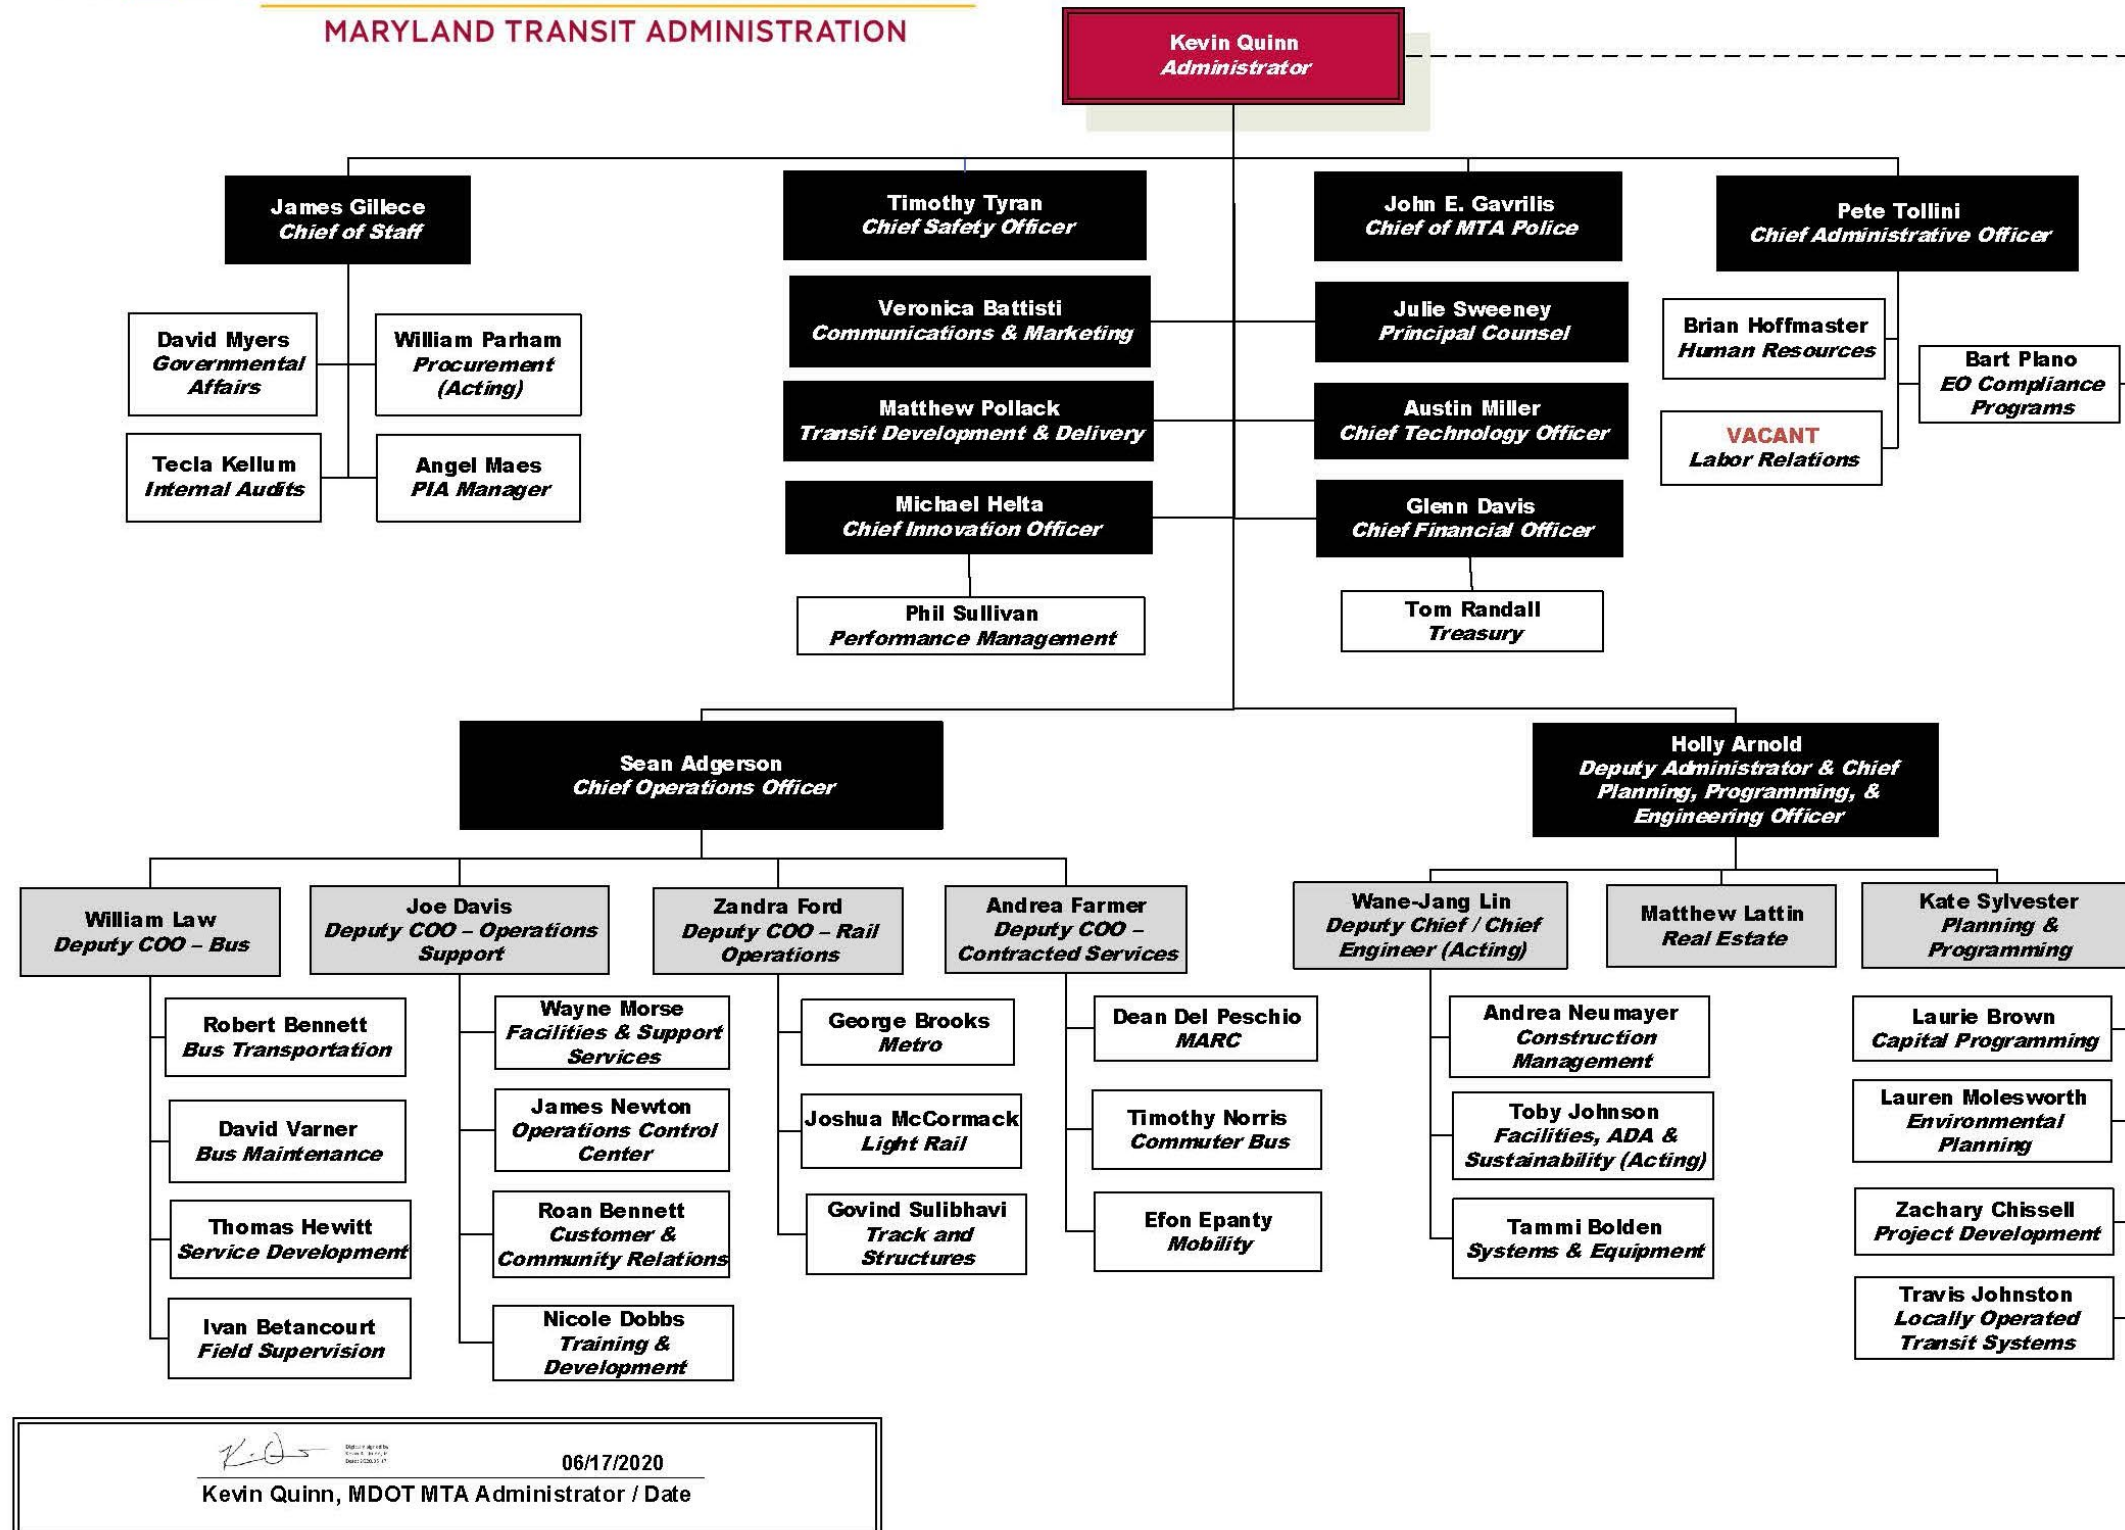 MARYLAND TRANSIT ADMINISTRATION
Kevin Quinn
Administrator
James Gillece
Chief of Staff
Timothy Tyran
Chief Safety Officer
John E. Gavrilis
Chief of MTA Police
Pete Tollini
Chief Administrative Officer
David Myers
Governmental
Affairs
William Parham
Procurement
(Acting)
Tecla Kellum
Internal Audits
Angel Maes
PIA Manager
Veronica Battisti
Communications & Marketing
Julie Sweeney
Principal Counsel
Matthew Pollack
Transit Development & Delivery
Austin Miller
Chief Technology Officer
Michael Helta
Chief Innovation Officer
Glenn Davis
Chief Financial Officer
Phil Sullivan
Performance Management
Tom Randall
Treasury
Brian Hoffmaster
Human Resources
Bart Plano
EO Compliance
Programs
VACANT
Labor Relations
Sean Adgerson
Chief Operations Officer
Holly Arnold
Deputy Administrator & Chief
Planning, Programming, &
Engineering Officer
William Law
Deputy COO – Bus
Joe Davis
Deputy COO – Operations
Support
Zandra Ford
Deputy COO – Rail
Operations
Andrea Farmer
Deputy COO –
Contracted Services
Wane-Jang Lin
Deputy Chief / Chief
Engineer (Acting)
Matthew Lattin
Real Estate
Kate Sylvester
Planning &
Programming
Robert Bennett
Bus Transportation
David Varner
Bus Maintenance
Thomas Hewitt
Service Development
Ivan Betancourt
Field Supervision
Wayne Morse
Facilities & Support
Services
James Newton
Operations Control
Center
Roan Bennett
Customer &
Community Relations
Nicole Dobbs
Training &
Development
George Brooks
Metro
Joshua McCormack
Light Rail
Govind Sulibhavi
Track and
Structures
Dean Del Peschio
MARC
Timothy Norris
Commuter Bus
Efon Epanty
Mobility
Andrea Neumayer
Construction
Management
Toby Johnson
Facilities, ADA &
Sustainability (Acting)
Tammi Bolden
Systems & Equipment
Laurie Brown
Capital Programming
Lauren Molesworth
Environmental
Planning
Zachary Chissell
Project Development
Travis Johnston
Locally Operated
Transit Systems
06/17/2020
Kevin Quinn, MDOT MTA Administrator / Date